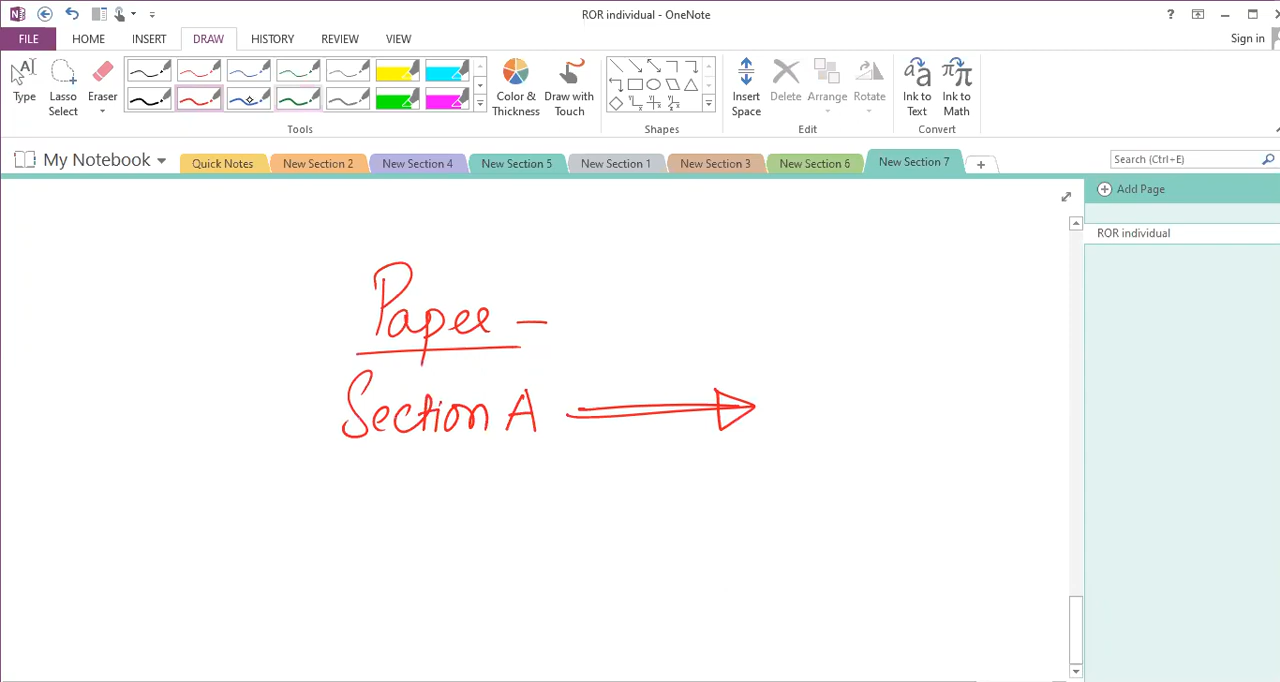 ROR individual - OneNote
?
FILE HOME INSERT DRAW HISTORY REVIEW VIEW
Sign in
Type
Lasso Select
Eraser
Color & Thickness
Draw with Touch
Insert Space
Delete
Arrange
Rotate
Ink to Text
Ink to Math
Tools Shapes Edit Convert
My Notebook Quick Notes New Section 2 New Section 4 New Section 5 New Section 1 New Section 3 New Section 6 New Section 7 +
Search (Ctrl+E)
Add Page
ROR individual
Paper –
Section A